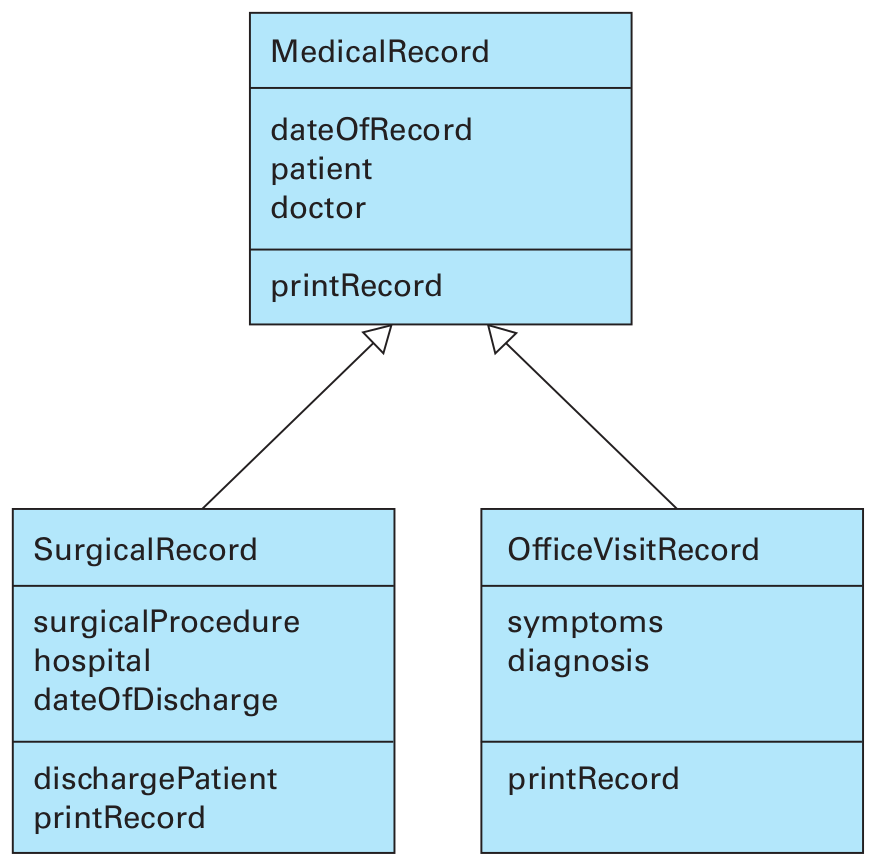 MedicalRecord
dateOfRecord
patient
doctor
printRecord
SurgicalRecord
surgicalProcedure
hospital
dateOfDischarge
dischargePatient
printRecord
OfficeVisitRecord
symptoms
diagnosis
printRecord